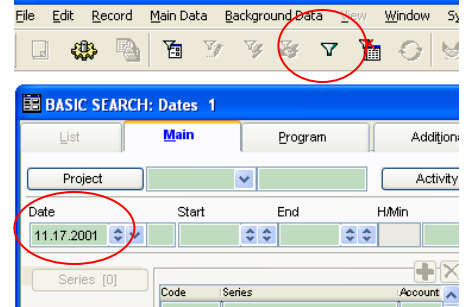 File Edit Record Main Data Background Data View Window Sy
BASIC SEARCH: Dates 1
List Main Program Addition
Project Activity
Date Start End H/Min
11.17.2001
Series [0]
Code Series Account